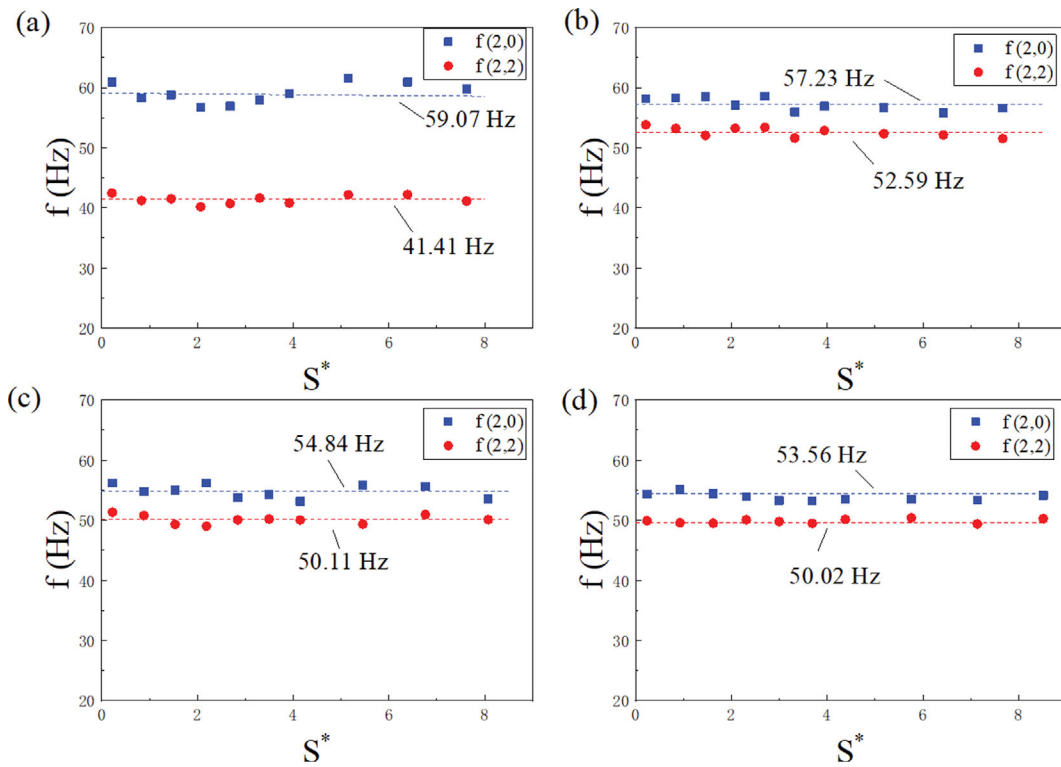 (a)
70
60
50
40
30
20
f (Hz)
f (2,0)
f (2,2)
59.07 Hz
41.41 Hz
0 2 4 6 8
S*
(b)
70
60
50
40
30
20
f (Hz)
f (2,0)
f (2,2)
57.23 Hz
52.59 Hz
0 2 4 6 8
S*
(c)
70
60
50
40
30
20
f (Hz)
f (2,0)
f (2,2)
54.84 Hz
50.11 Hz
0 2 4 6 8
S*
(d)
70
60
50
40
30
20
f (Hz)
f (2,0)
f (2,2)
53.56 Hz
50.02 Hz
0 2 4 6 8
S*